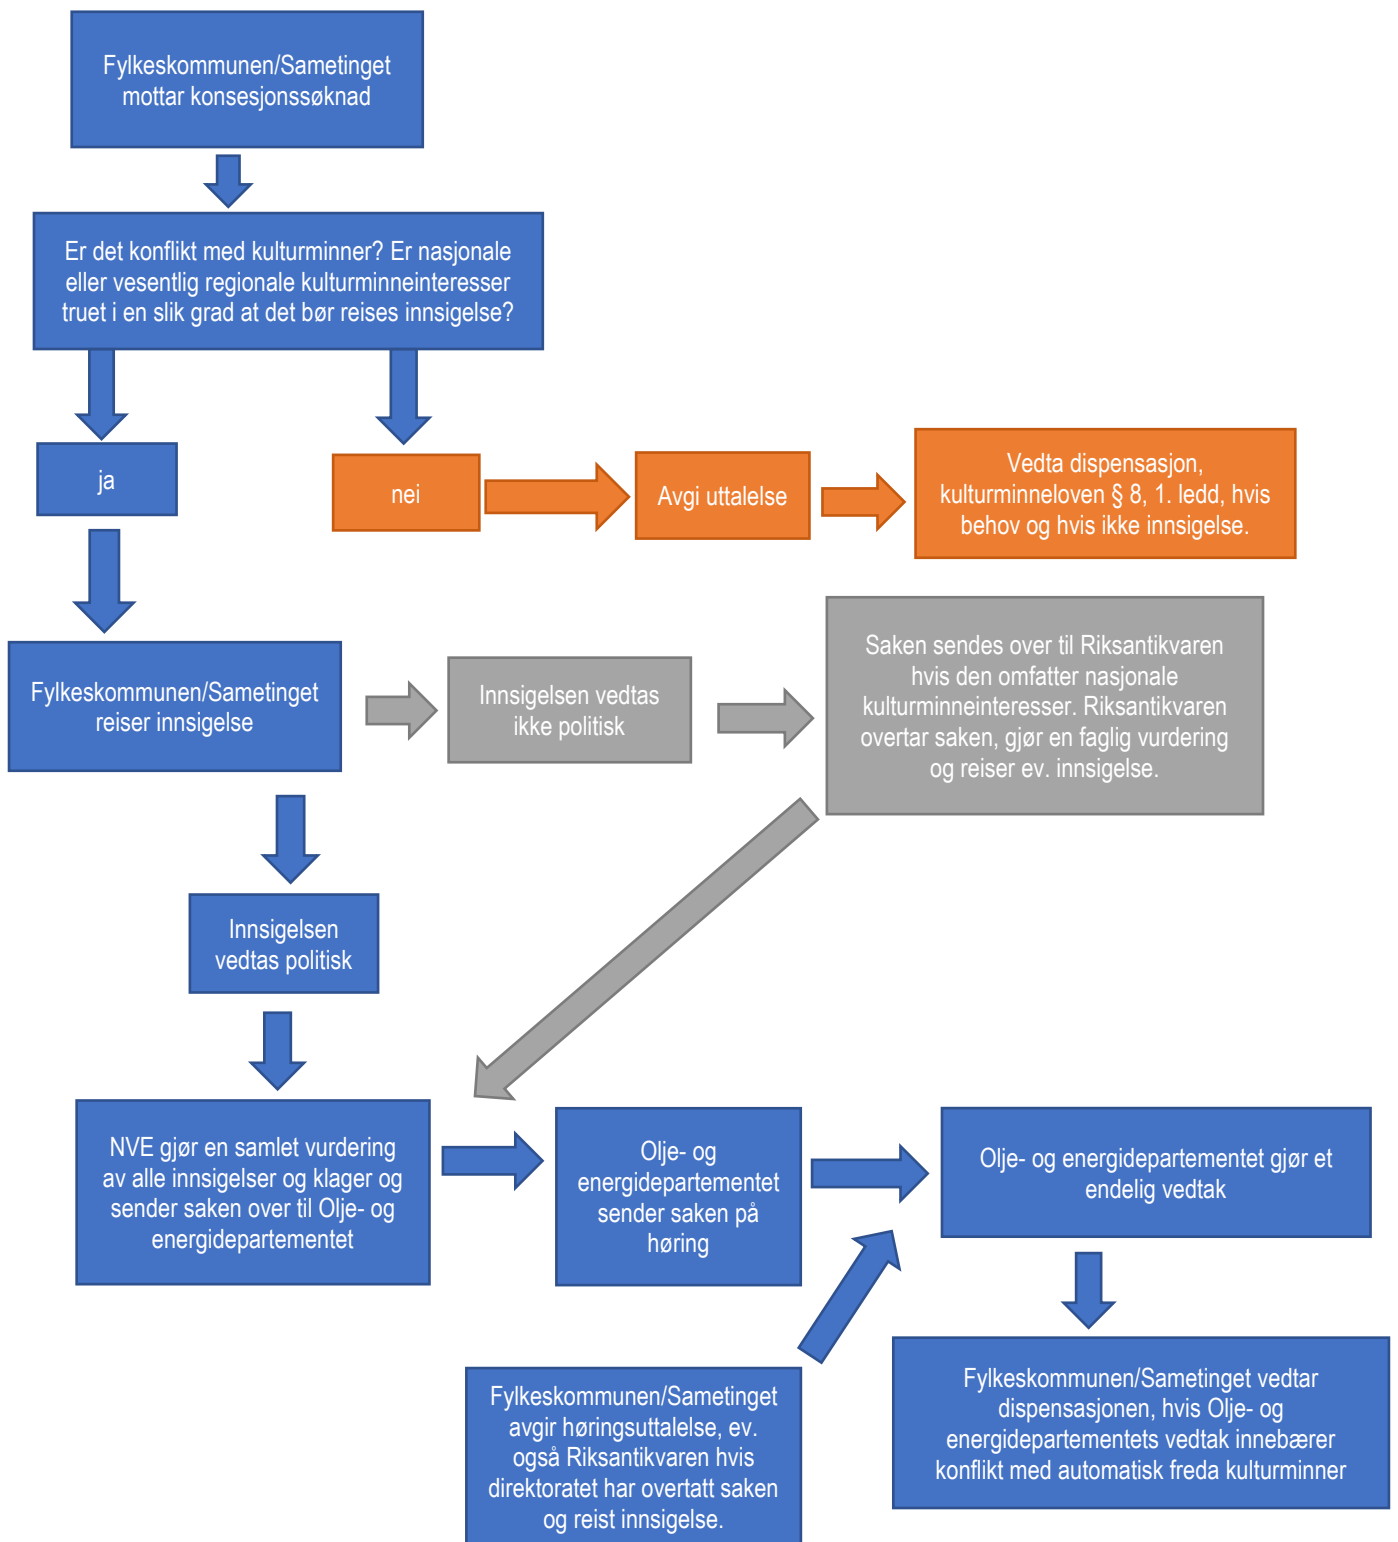 Fylkeskommunen/Sametinget
mottar konsesjonssøknad
Er det konflikt med kulturminner? Er nasjonale
eller vesentlig regionale kulturminneinteresser
truet i en slik grad at det bør reises innsigelse?
ja
nei
Avgi uttalelse
Vedta dispensasjon,
kulturminneloven § 8, 1. ledd, hvis
behov og hvis ikke innsigelse.
Fylkeskommunen/Sametinget
reiser innsigelse
Innsigelsen vedtas
ikke politisk
Saken sendes over til Riksantikvaren
hvis den omfatter nasjonale
kulturminneinteresser. Riksantikvaren
overtar saken, gjør en faglig vurdering
og reiser ev. innsigelse.
Innsigelsen
vedtas politisk
NVE gjør en samlet vurdering
av alle innsigelser og klager og
sender saken over til Olje- og
energidepartementet
Olje- og
energidepartementet
sender saken på
høring
Olje- og energidepartementet gjør et
endelig vedtak
Fylkeskommunen/Sametinget
avgir høringsuttalelse, ev.
også Riksantikvaren hvis
direktoratet har overtatt saken
og reist innsigelse.
Fylkeskommunen/Sametinget vedtar
dispensasjonen, hvis Olje- og
energidepartementets vedtak innebærer
konflikt med automatisk freda kulturminner